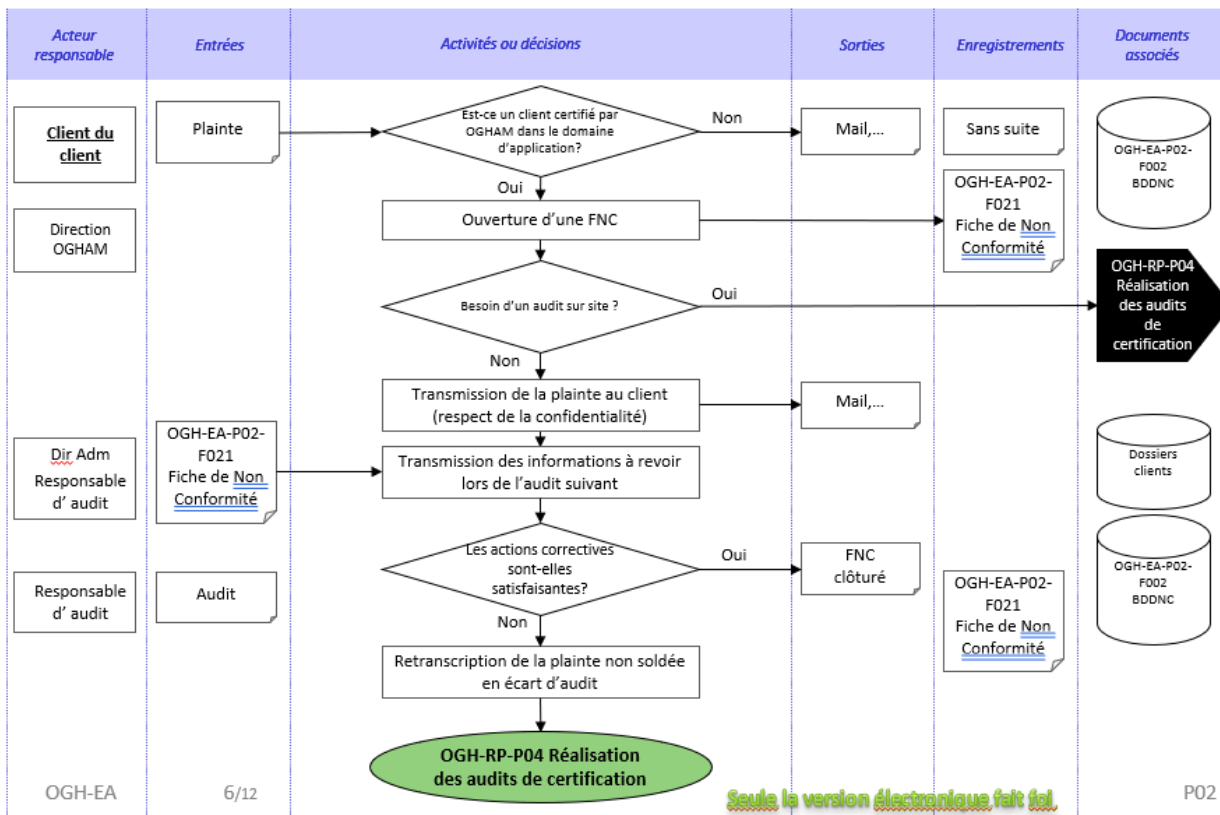 Acteur
responsable
Entrées
Activités ou décisions
Sorties
Enregistrements
Documents
associés
Client du
client
Plainte
Est-ce un client certifié par
OGHAM dans le domaine
d'application?
Non
Mail,...
Sans suite
OGH-EA-P02-
F002
BDDNC
Oui
Direction
OGHAM
Ouverture d'une FNC
OGH-EA-P02-
F021
Fiche de Non
Conformité
Besoin d'un audit sur site ?
Oui
OGH-RP-P04
Réalisation
des audits
de
certification
Non
Transmission de la plainte au client
(respect de la confidentialité)
Mail,...
Dir Adm
Responsable
d' audit
OGH-EA-P02-
F021
Fiche de Non
Conformité
Transmission des informations à revoir
lors de l'audit suivant
Dossiers
clients
Les actions correctives
sont-elles
satisfaisantes?
Oui
FNC
clôturé
OGH-EA-P02-
F002
BDDNC
Responsable
d' audit
Audit
OGH-EA-P02-
F021
Fiche de Non
Conformité
Non
Retranscription de la plainte non soldée
en écart d'audit
OGH-RP-P04 Réalisation
des audits de certification
OGH-EA
6/12
Seule la version électronique fait foi
P02